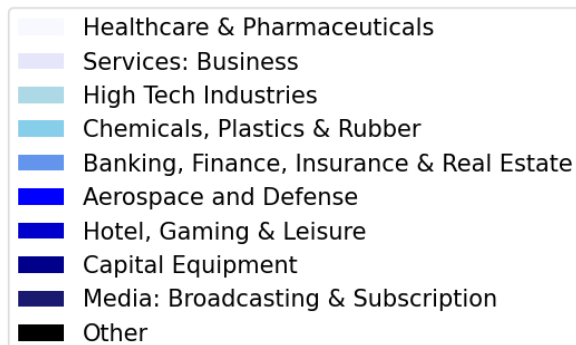 Healthcare & Pharmaceuticals
Services: Business
High Tech Industries
Chemicals, Plastics & Rubber
Banking, Finance, Insurance & Real Estate
Aerospace and Defense
Hotel, Gaming & Leisure
Capital Equipment
Media: Broadcasting & Subscription
Other